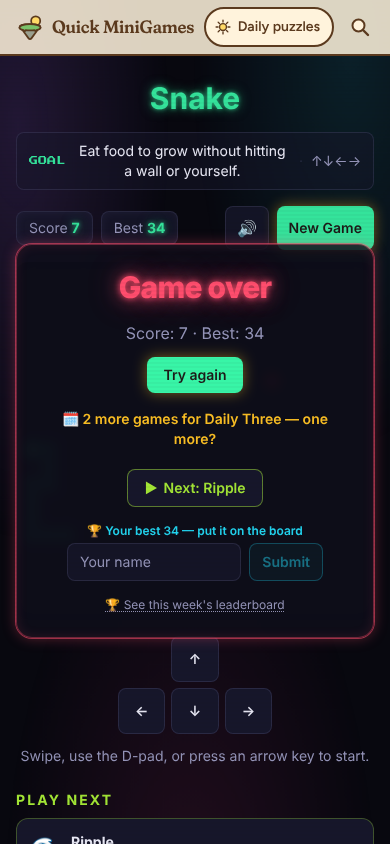 Quick MiniGames
Daily puzzles
Snake
GOAL
Eat food to grow without hitting
a wall or yourself.
↑↓←→
Score 7
Best 34
New Game
Game over
Score: 7 · Best: 34
Try again
2 more games for Daily Three — one
more?
▶ Next: Ripple
Your best 34 — put it on the board
Your name
Submit
See this week's leaderboard
↑
← ↓ →
Swipe, use the D-pad, or press an arrow key to start.
PLAY NEXT
Ripple